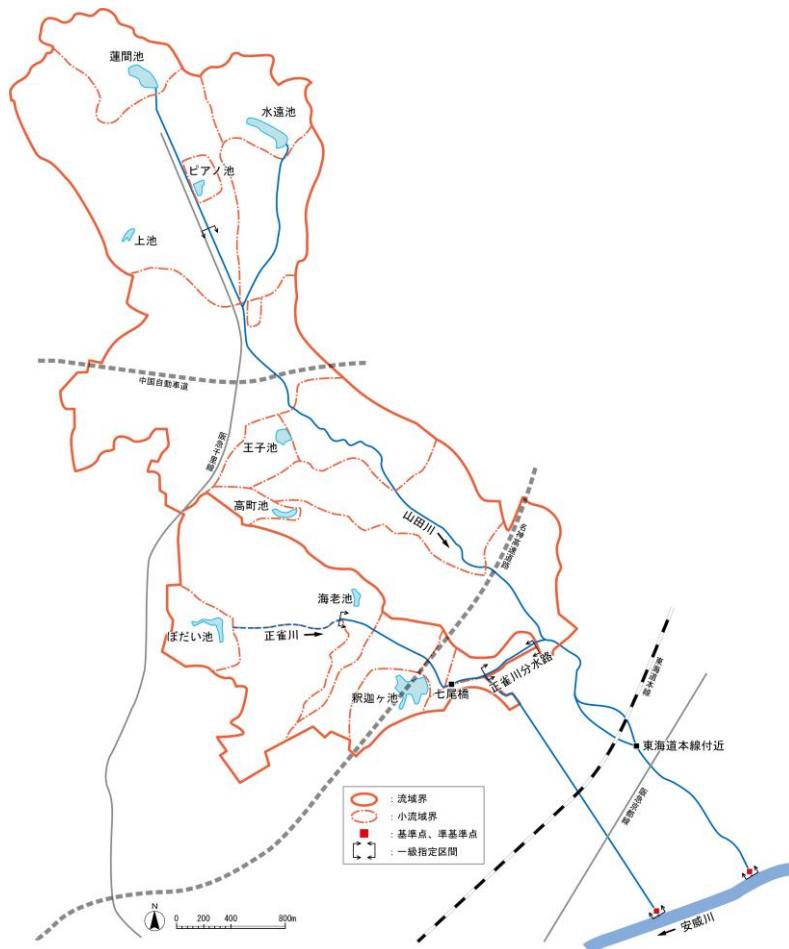 蓮間池
水遠池
ピアノ池
上池
中国自動車道
阪急千里線
王子池
高町池
山田川
名神高速道路
海老池
ぼだい池
正雀川
正雀川分水路
釈迦ヶ池
七尾橋
東海道本線
東海道本線付近
阪急京都線
：流域界
：小流域界
：基準点、準基準点
：一級指定区間
N
0 200 400 800m
安威川